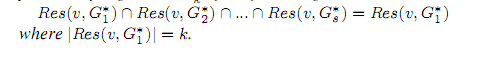 Res(v, G₁*) ∩ Res(v, G₂*) ∩ ... ∩ Res(v, Gₛ*) = Res(v, G₁*)
where |Res(v, G₁*)| = k.